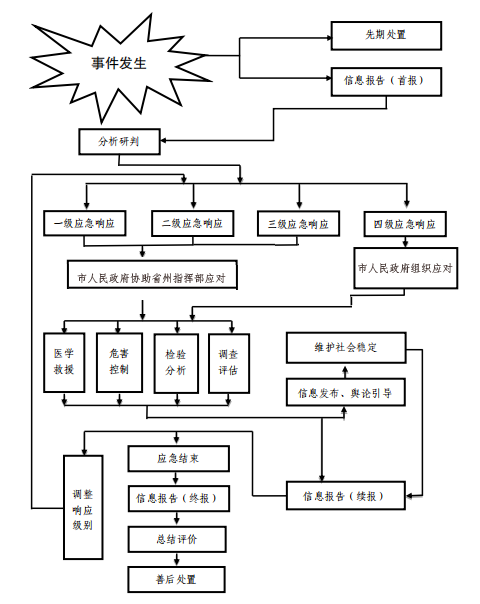 事件发生
先期处置
信息报告（首报）
分析研判
一级应急响应
二级应急响应
三级应急响应
四级应急响应
市人民政府协助省州指挥部应对
市人民政府组织应对
医学
救援
危害
控制
检验
分析
调查
评估
维护社会稳定
信息发布、舆论引导
应急结束
调整
响应
级别
信息报告（终报）
信息报告（续报）
总结评价
善后处置